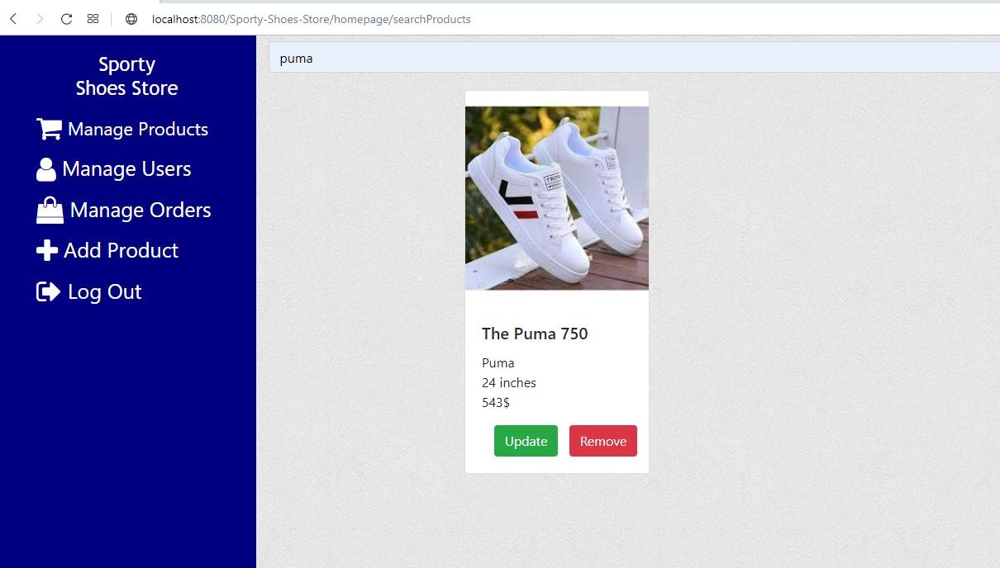 localhost:8080/Sporty-Shoes-Store/homepage/searchProducts
Sporty
Shoes Store
Manage Products
Manage Users
Manage Orders
Add Product
Log Out
puma
The Puma 750
Puma
24 inches
543$
Update
Remove